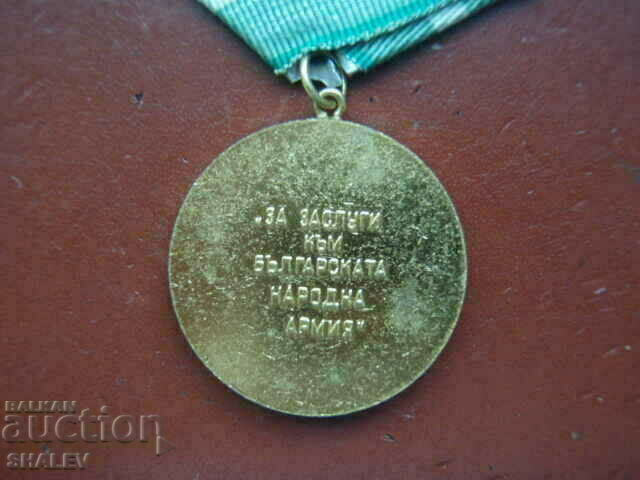 „ЗА ЗАСЛУГИ
КЪМ
БЪЛГАРСКАТА
НАРОДНА
АРМИЯ"
BALKAN
auction
SHALEV